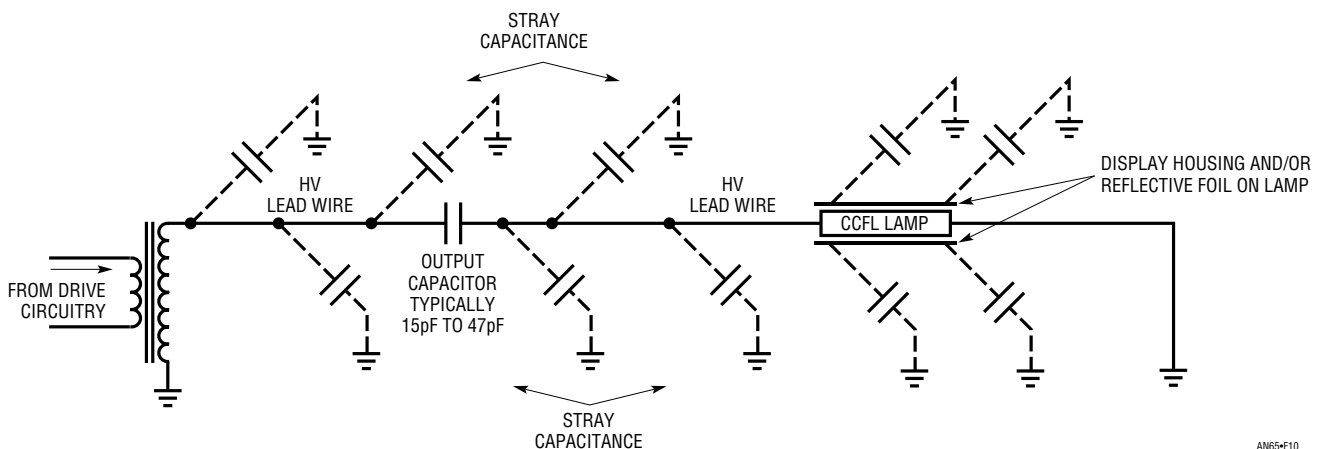 STRAY
CAPACITANCE
HV
LEAD WIRE
HV
LEAD WIRE
DISPLAY HOUSING AND/OR
REFLECTIVE FOIL ON LAMP
CCFL LAMP
FROM DRIVE
CIRCUITRY
OUTPUT
CAPACITOR
TYPICALLY
15pF TO 47pF
STRAY
CAPACITANCE
AN65•F10